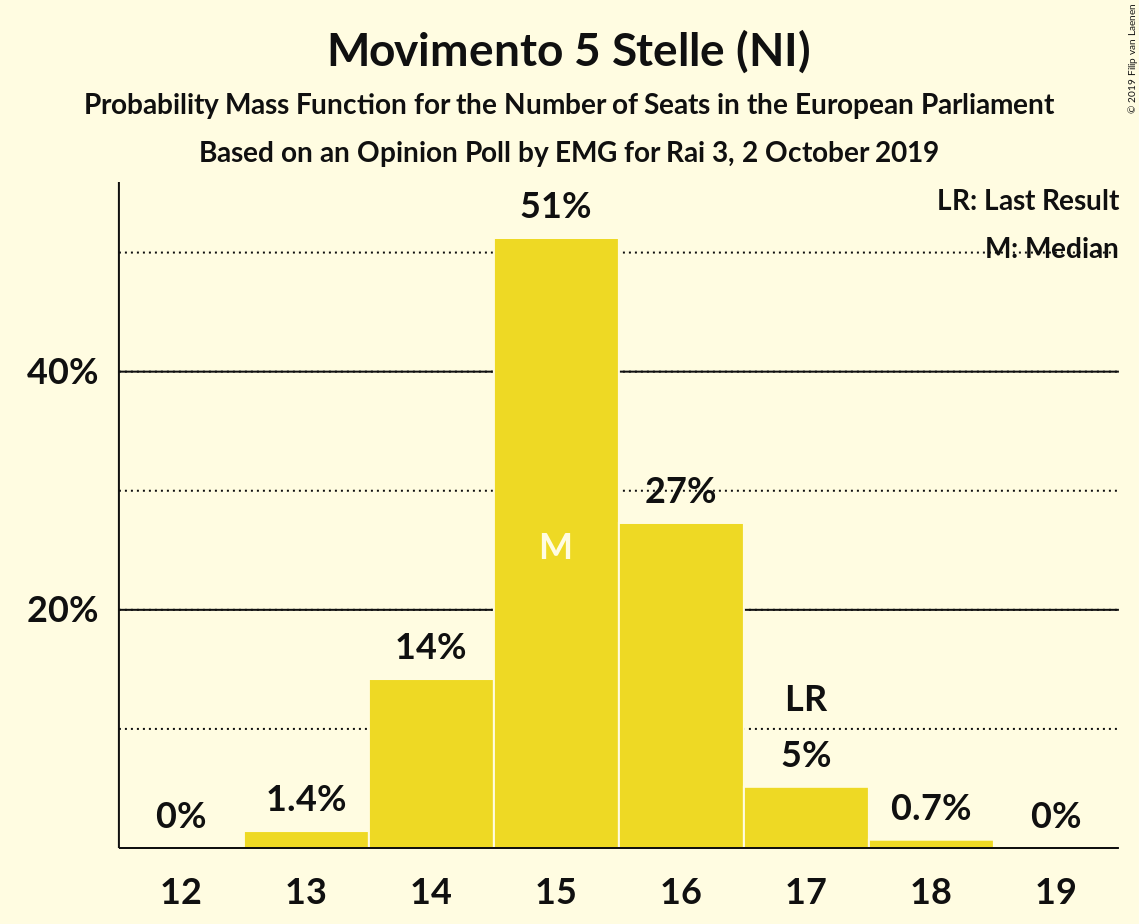 Movimento 5 Stelle (NI)
Probability Mass Function for the Number of Seats in the European Parliament
Based on an Opinion Poll by EMG for Rai 3, 2 October 2019
© 2019 Filip van Laenen
LR: Last Result
M: Median
51%
40%
27%
M
20%
14%
LR
5%
1.4%
0.7%
0%
0%
12 13 14 15 16 17 18 19